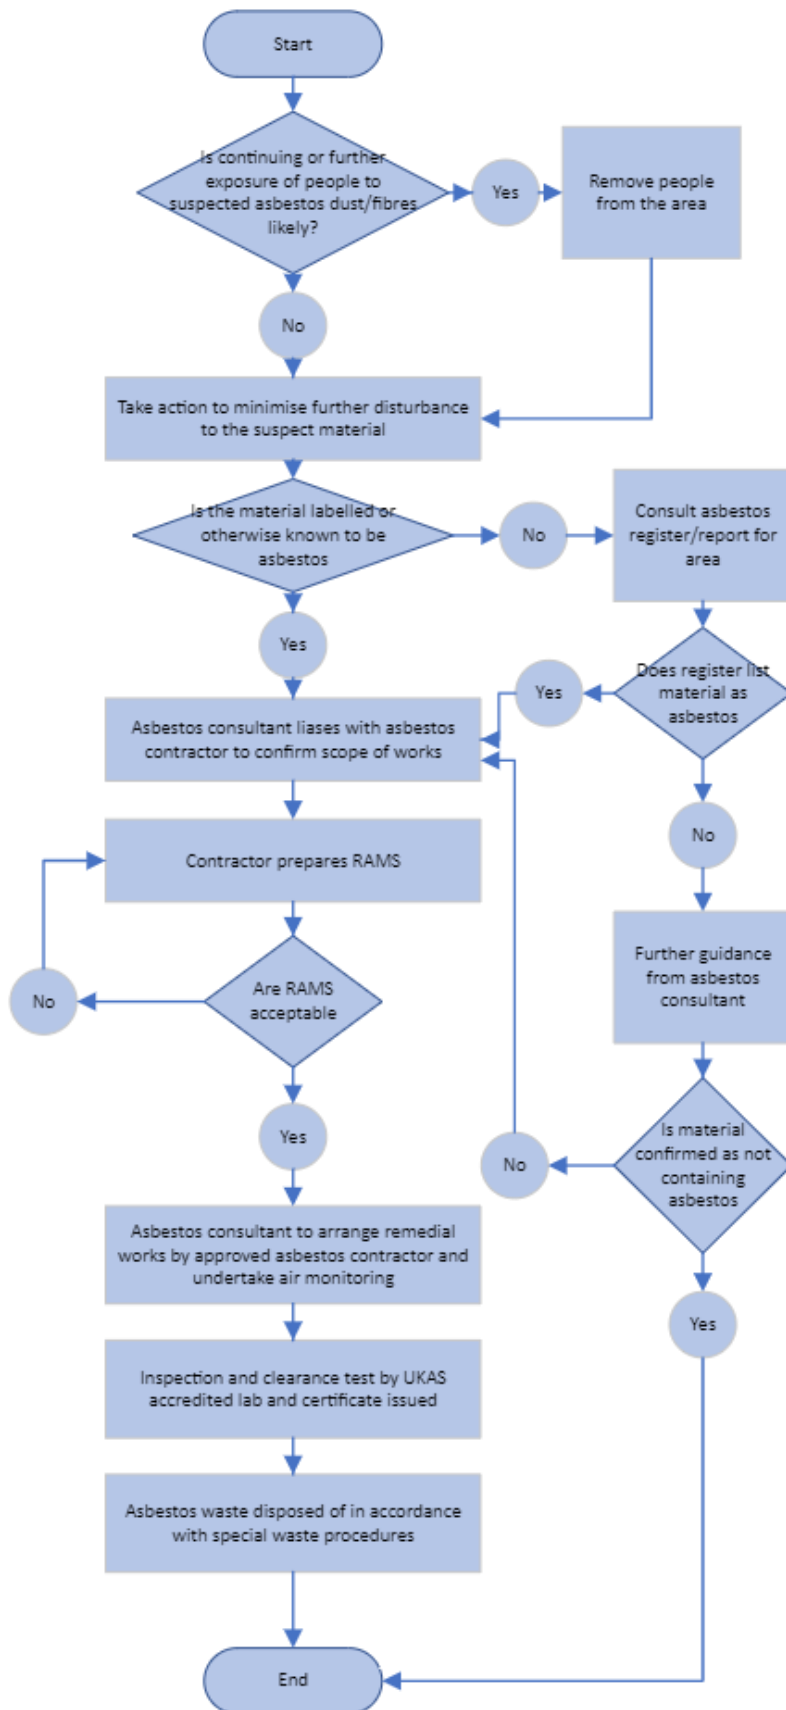 Start
Is continuing or further
exposure of people to
suspected asbestos dust/fibres
likely?
Yes
Remove people
from the area
No
Take action to minimise further disturbance
to the suspect material
Is the material labelled or
otherwise known to be
asbestos
No
Consult asbestos
register/report for
area
Yes
Does register list
material as
asbestos
Yes
Asbestos consultant liases with asbestos
contractor to confirm scope of works
No
Contractor prepares RAMS
Further guidance
from asbestos
consultant
Are RAMS
acceptable
No
Yes
Is material
confirmed as not
containing
asbestos
No
Asbestos consultant to arrange remedial
works by approved asbestos contractor and
undertake air monitoring
Yes
Inspection and clearance test by UKAS
accredited lab and certificate issued
Asbestos waste disposed of in accordance
with special waste procedures
End